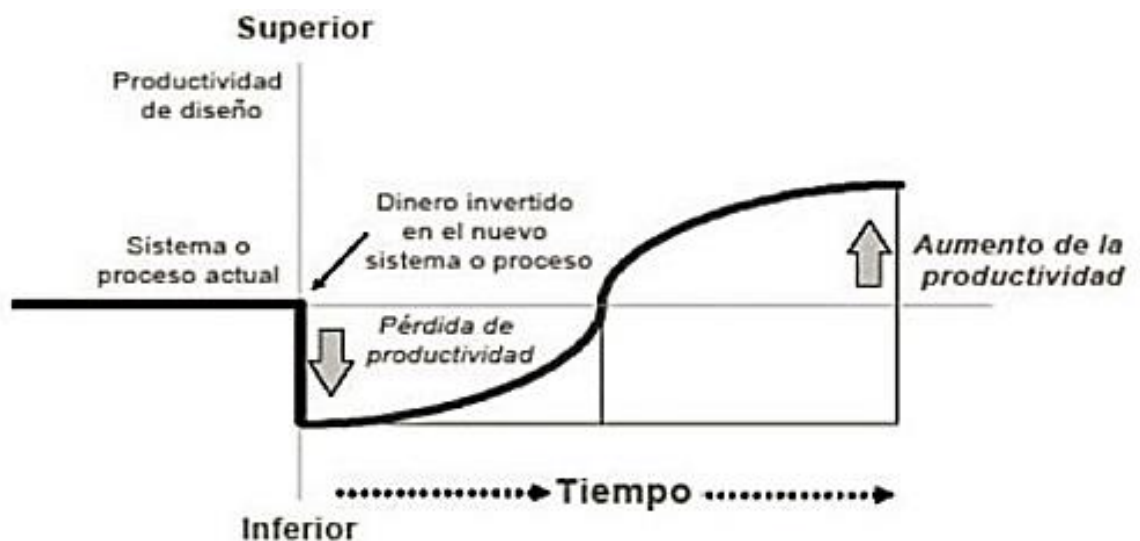 Superior
Productividad
de diseño
Dinero invertido
en el nuevo
sistema o proceso
Sistema o
proceso actual
Aumento de la
productividad
Pérdida de
productividad
Tiempo
Inferior